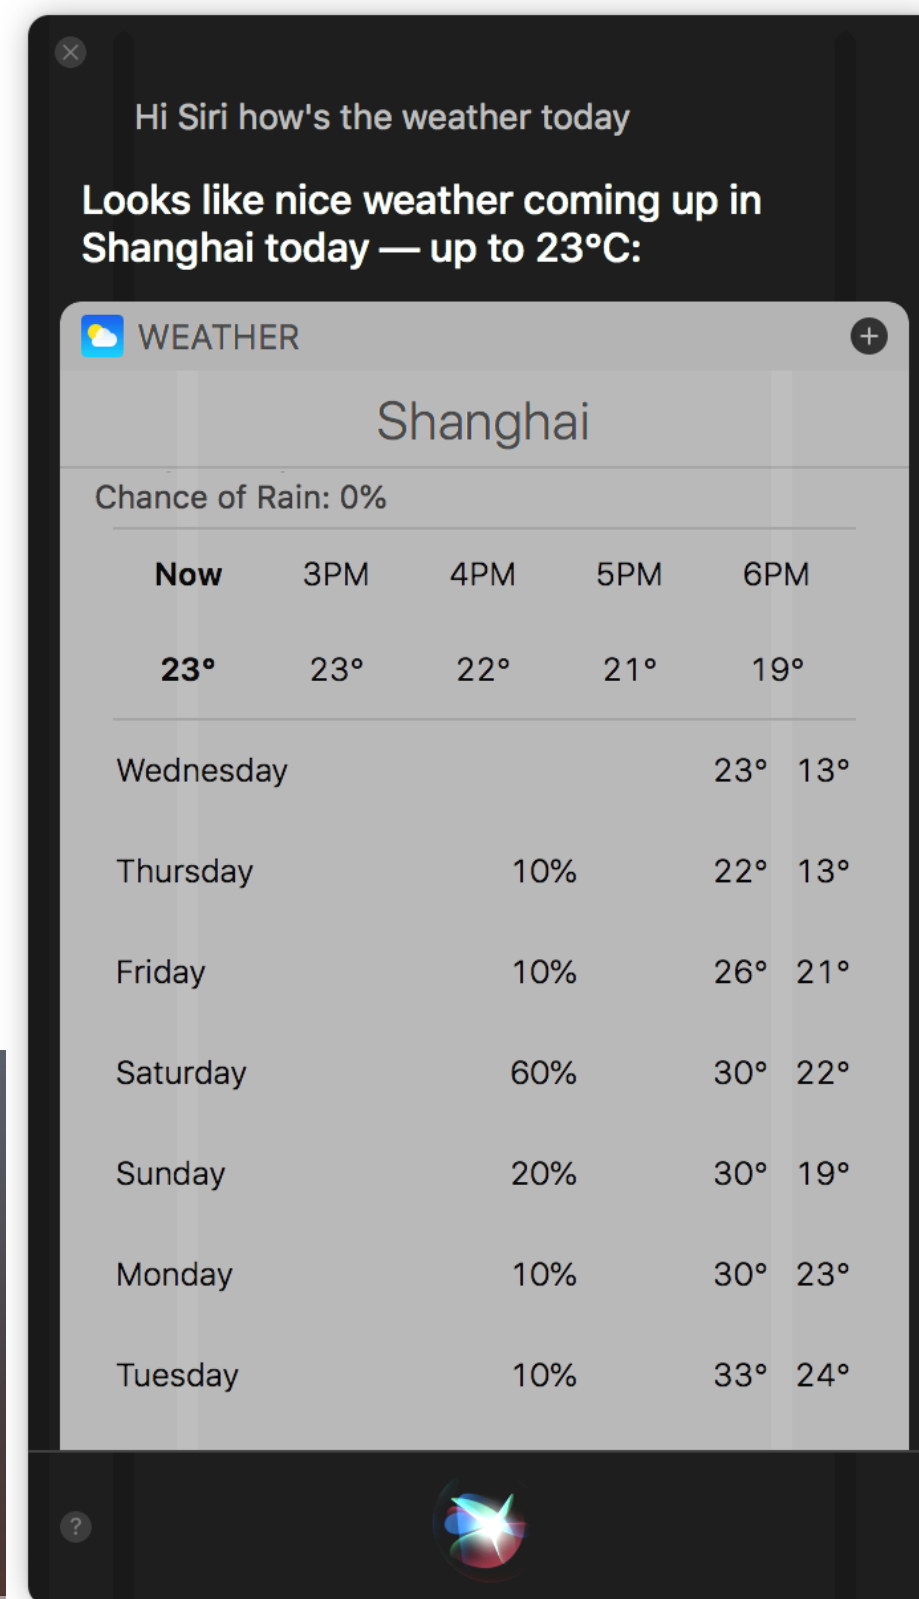 Hi Siri how's the weather today
Looks like nice weather coming up in
Shanghai today — up to 23°C:
WEATHER
Shanghai
Chance of Rain: 0%
Now 3PM 4PM 5PM 6PM
23° 23° 22° 21° 19°
Wednesday 23° 13°
Thursday 10% 22° 13°
Friday 10% 26° 21°
Saturday 60% 30° 22°
Sunday 20% 30° 19°
Monday 10% 30° 23°
Tuesday 10% 33° 24°
?